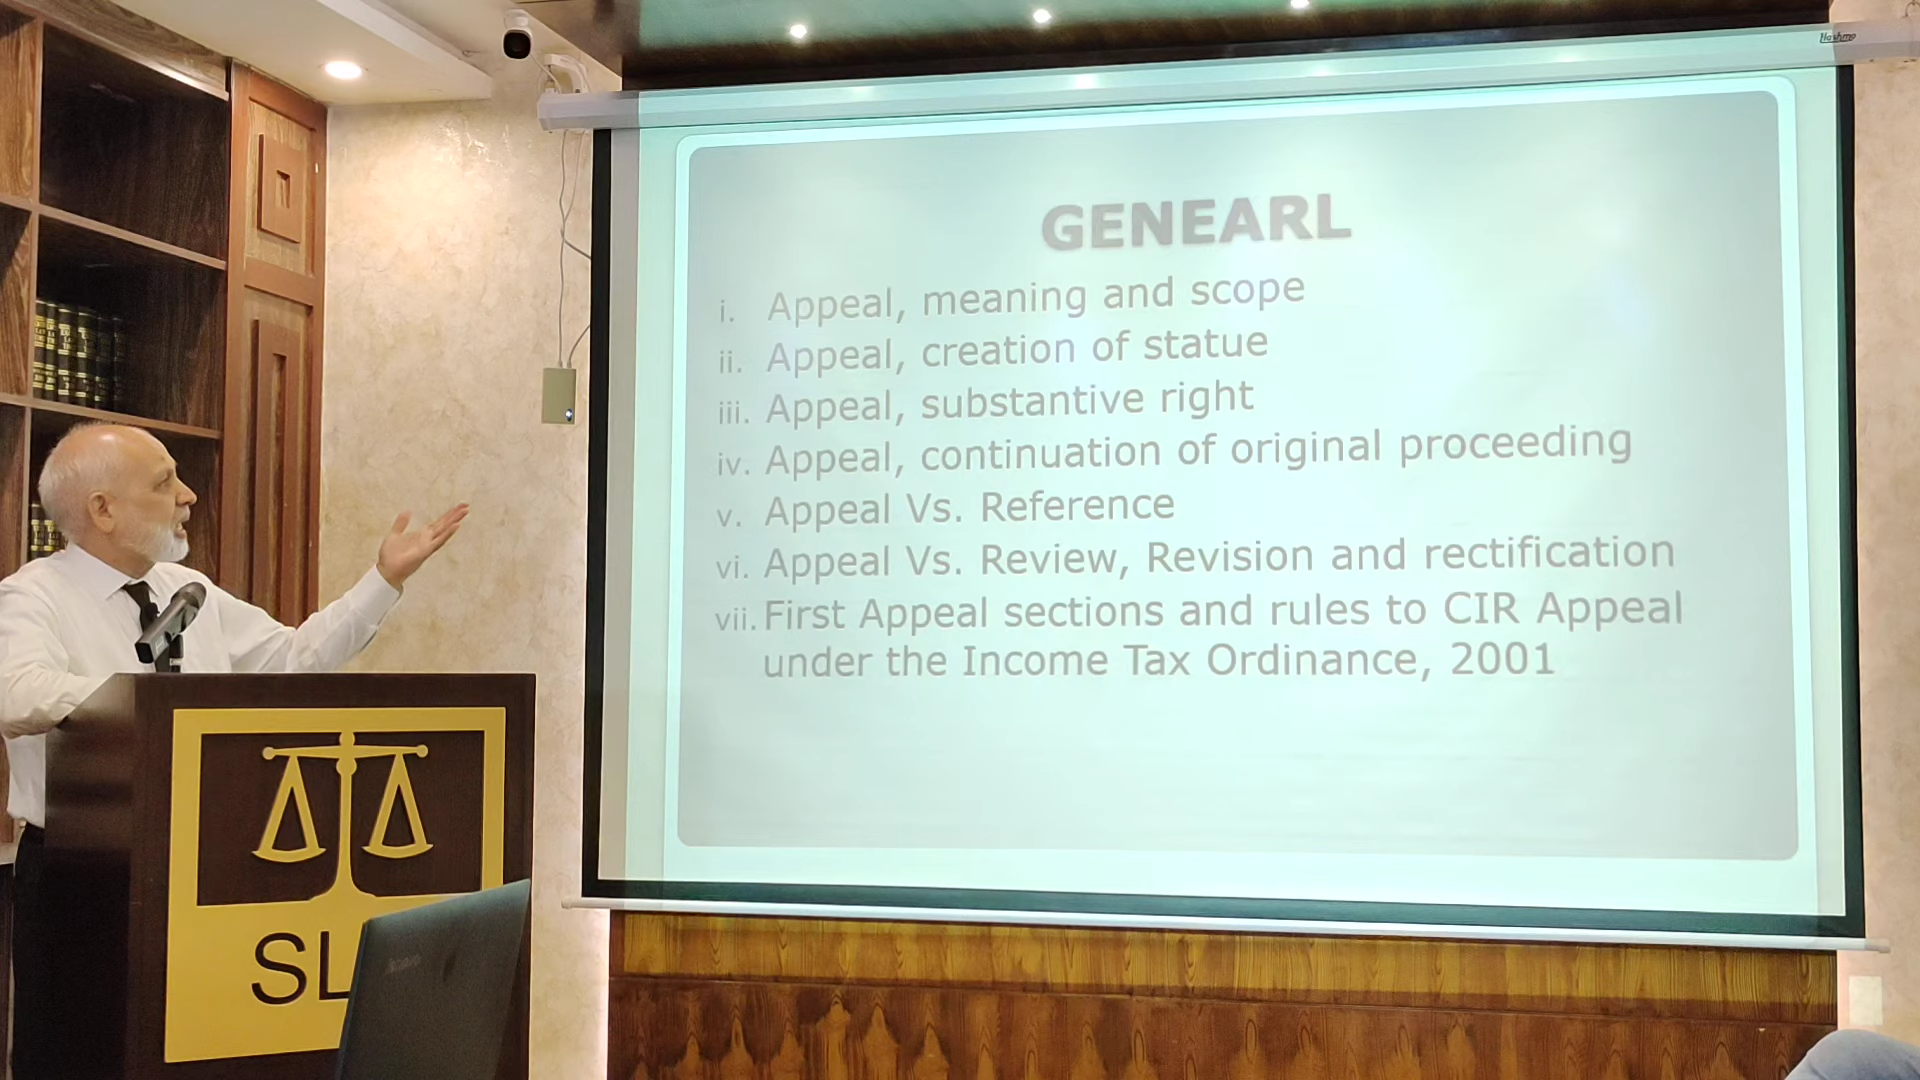 Hashmo
GENEARL
i. Appeal, meaning and scope
ii. Appeal, creation of statue
iii. Appeal, substantive right
iv. Appeal, continuation of original proceeding
v. Appeal Vs. Reference
vi. Appeal Vs. Review, Revision and rectification
vii. First Appeal sections and rules to CIR Appeal
under the Income Tax Ordinance, 2001
SL